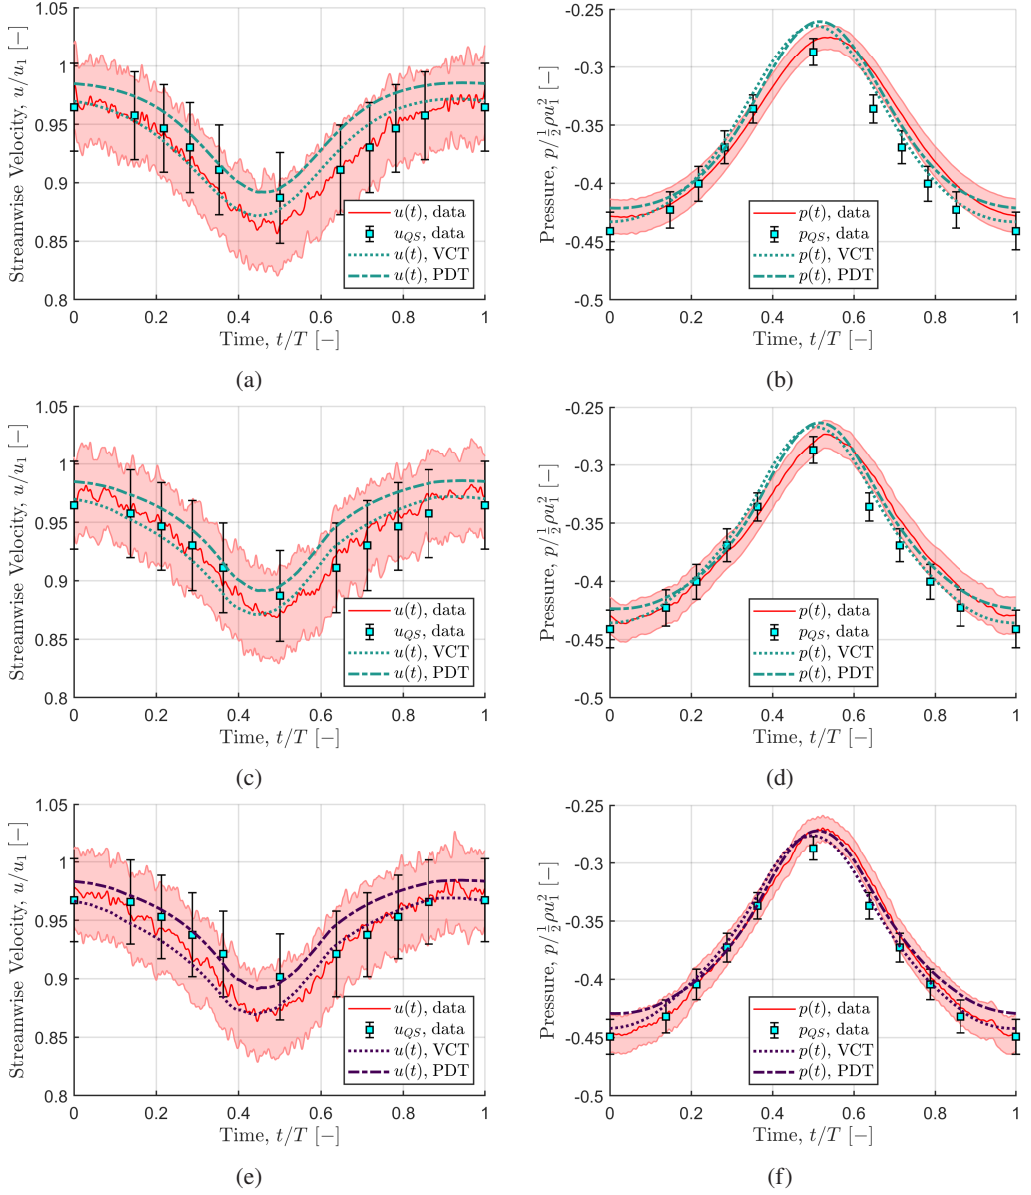 1.05
1
0.95
0.9
0.85
0.8
0 0.2 0.4 0.6 0.8 1
Streamwise Velocity, u/u₁ [−]
Time, t/T [−]
u(t), data
u_QS, data
u(t), VCT
u(t), PDT
(a)
-0.25
-0.3
-0.35
-0.4
-0.45
-0.5
0 0.2 0.4 0.6 0.8 1
Pressure, p/½ρu₁² [−]
Time, t/T [−]
p(t), data
p_QS, data
p(t), VCT
p(t), PDT
(b)
1.05
1
0.95
0.9
0.85
0.8
0 0.2 0.4 0.6 0.8 1
Streamwise Velocity, u/u₁ [−]
Time, t/T [−]
u(t), data
u_QS, data
u(t), VCT
u(t), PDT
(c)
-0.25
-0.3
-0.35
-0.4
-0.45
-0.5
0 0.2 0.4 0.6 0.8 1
Pressure, p/½ρu₁² [−]
Time, t/T [−]
p(t), data
p_QS, data
p(t), VCT
p(t), PDT
(d)
1.05
1
0.95
0.9
0.85
0.8
0 0.2 0.4 0.6 0.8 1
Streamwise Velocity, u/u₁ [−]
Time, t/T [−]
u(t), data
u_QS, data
u(t), VCT
u(t), PDT
(e)
-0.25
-0.3
-0.35
-0.4
-0.45
-0.5
0 0.2 0.4 0.6 0.8 1
Pressure, p/½ρu₁² [−]
Time, t/T [−]
p(t), data
p_QS, data
p(t), VCT
p(t), PDT
(f)